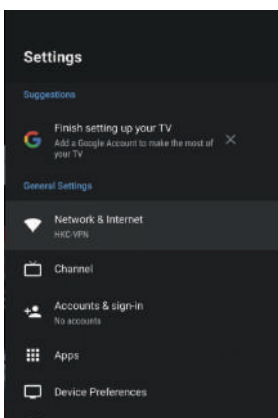 Settings
Suggestions
Finish setting up your TV
Add a Google Account to make the most of
your TV
General Settings
Network & Internet
HKC-VPN
Channel
Accounts & sign-in
No accounts
Apps
Device Preferences